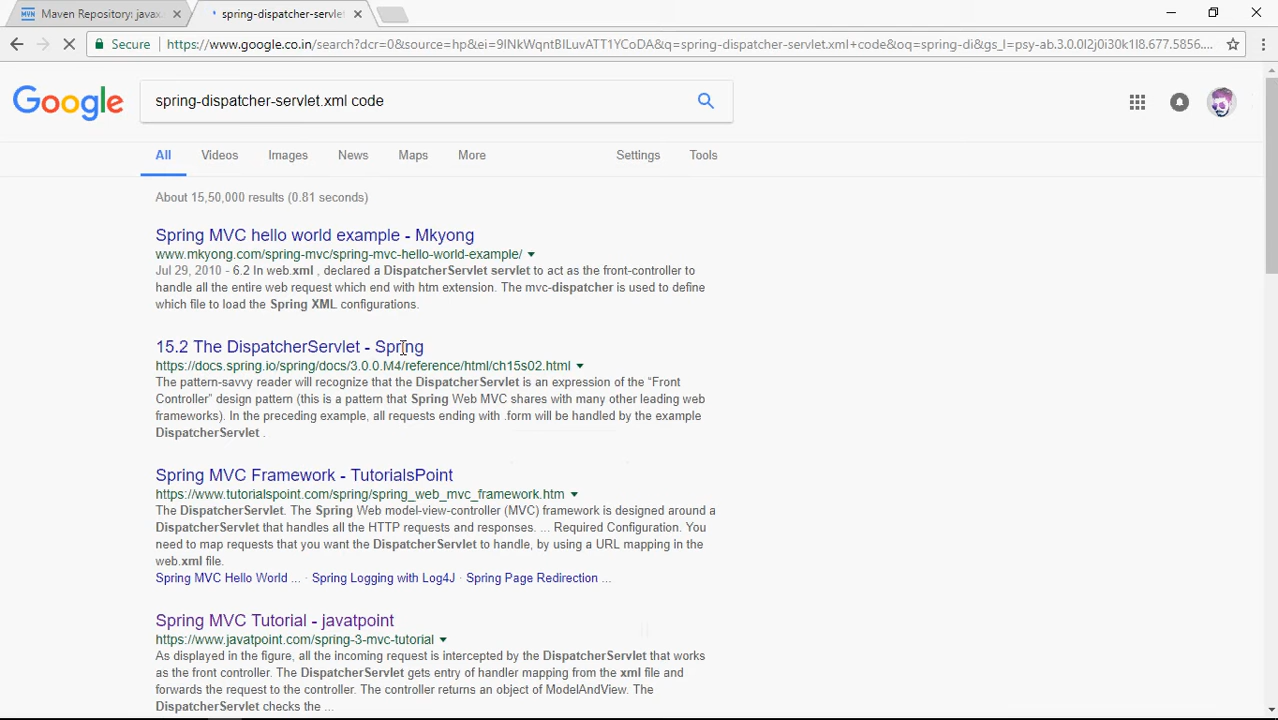 Maven Repository: javax.
spring-dispatcher-servlet
Secure
https://www.google.co.in/search?dcr=0&source=hp&ei=9INkWqntBILuvATT1YCoDA&q=spring-dispatcher-servlet.xml+code&oq=spring-di&gs_l=psy-ab.3.0.0l2j0i30k1l8.677.5856....
Google
spring-dispatcher-servlet.xml code
All
Videos
Images
News
Maps
More
Settings
Tools
About 15,50,000 results (0.81 seconds)
Spring MVC hello world example - Mkyong
www.mkyong.com/spring-mvc/spring-mvc-hello-world-example/
Jul 29, 2010 - 6.2 In web.xml , declared a DispatcherServlet servlet to act as the front-controller to
handle all the entire web request which end with htm extension. The mvc-dispatcher is used to define
which file to load the Spring XML configurations.
15.2 The DispatcherServlet - Spring
https://docs.spring.io/spring/docs/3.0.0.M4/reference/html/ch15s02.html
The pattern-savvy reader will recognize that the DispatcherServlet is an expression of the “Front
Controller” design pattern (this is a pattern that Spring Web MVC shares with many other leading web
frameworks). In the preceding example, all requests ending with .form will be handled by the example
DispatcherServlet .
Spring MVC Framework - TutorialsPoint
https://www.tutorialspoint.com/spring/spring_web_mvc_framework.htm
The DispatcherServlet. The Spring Web model-view-controller (MVC) framework is designed around a
DispatcherServlet that handles all the HTTP requests and responses. ... Required Configuration. You
need to map requests that you want the DispatcherServlet to handle, by using a URL mapping in the
web.xml file.
Spring MVC Hello World ... · Spring Logging with Log4J · Spring Page Redirection ...
Spring MVC Tutorial - javatpoint
https://www.javatpoint.com/spring-3-mvc-tutorial
As displayed in the figure, all the incoming request is intercepted by the DispatcherServlet that works
as the front controller. The DispatcherServlet gets entry of handler mapping from the xml file and
forwards the request to the controller. The controller returns an object of ModelAndView. The
DispatcherServlet checks the ...